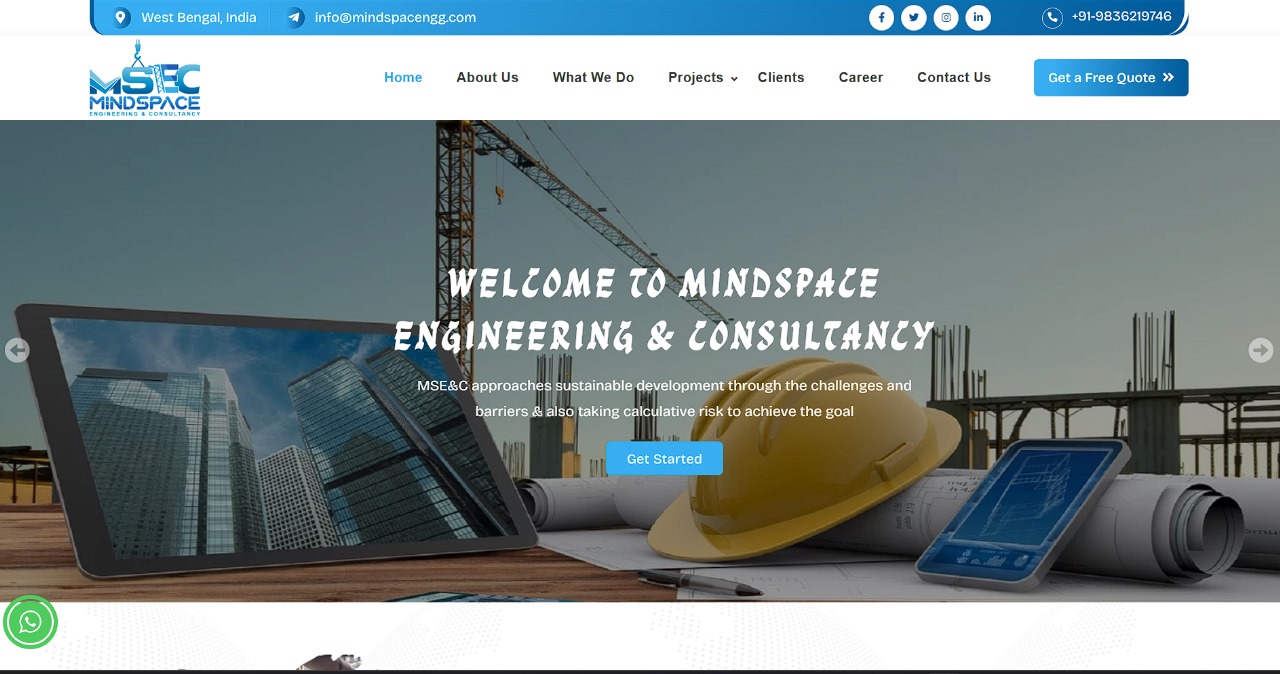 West Bengal, India
info@mindspacengg.com
+91-9836219746
MSEC
MINDSPACE
ENGINEERING & CONSULTANCY
Home
About Us
What We Do
Projects
Clients
Career
Contact Us
Get a Free Quote
WELCOME TO MINDSPACE
ENGINEERING & CONSULTANCY
MSE&C approaches sustainable development through the challenges and
barriers & also taking calculative risk to achieve the goal
Get Started